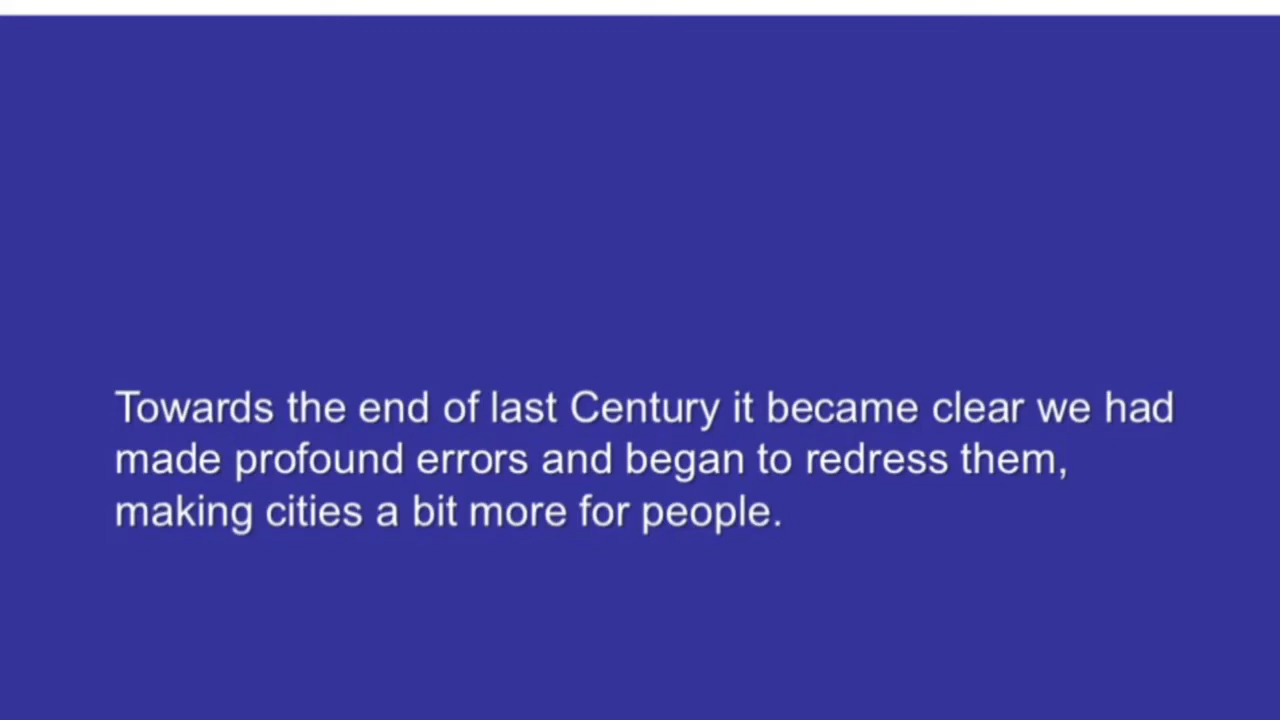 Towards the end of last Century it became clear we had
made profound errors and began to redress them,
making cities a bit more for people.